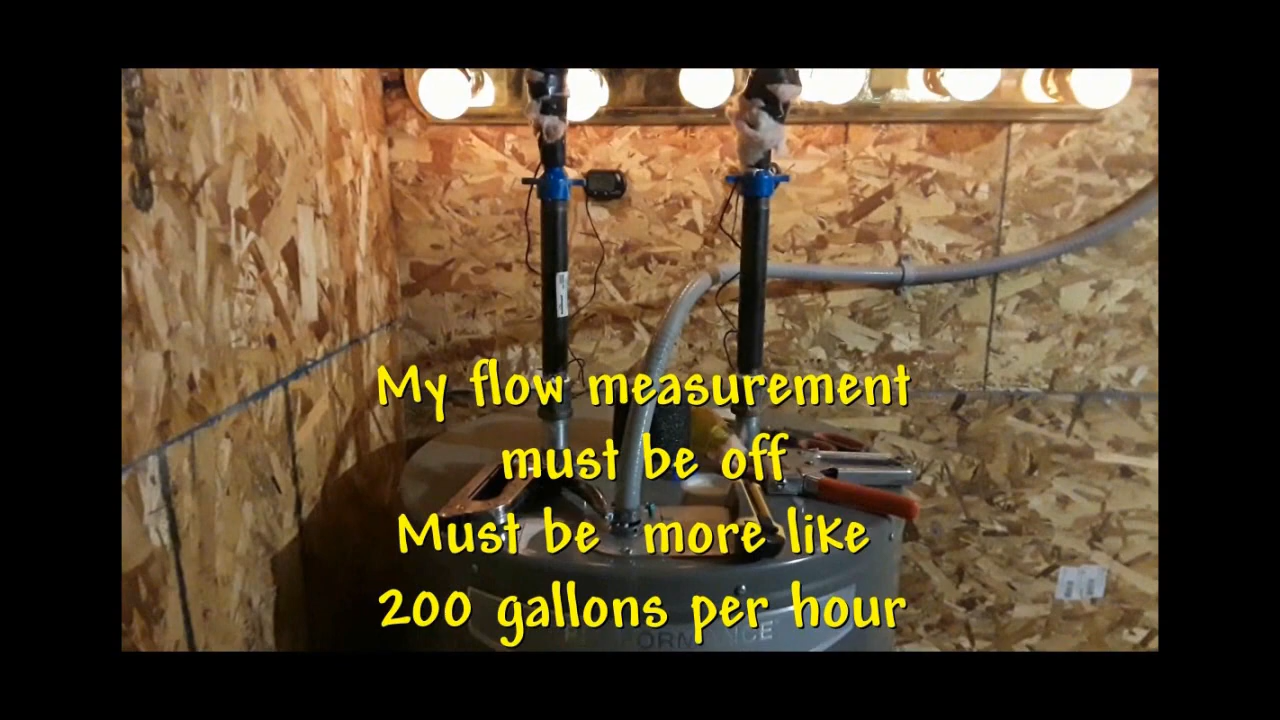 My flow measurement
must be off
Must be more like
200 gallons per hour